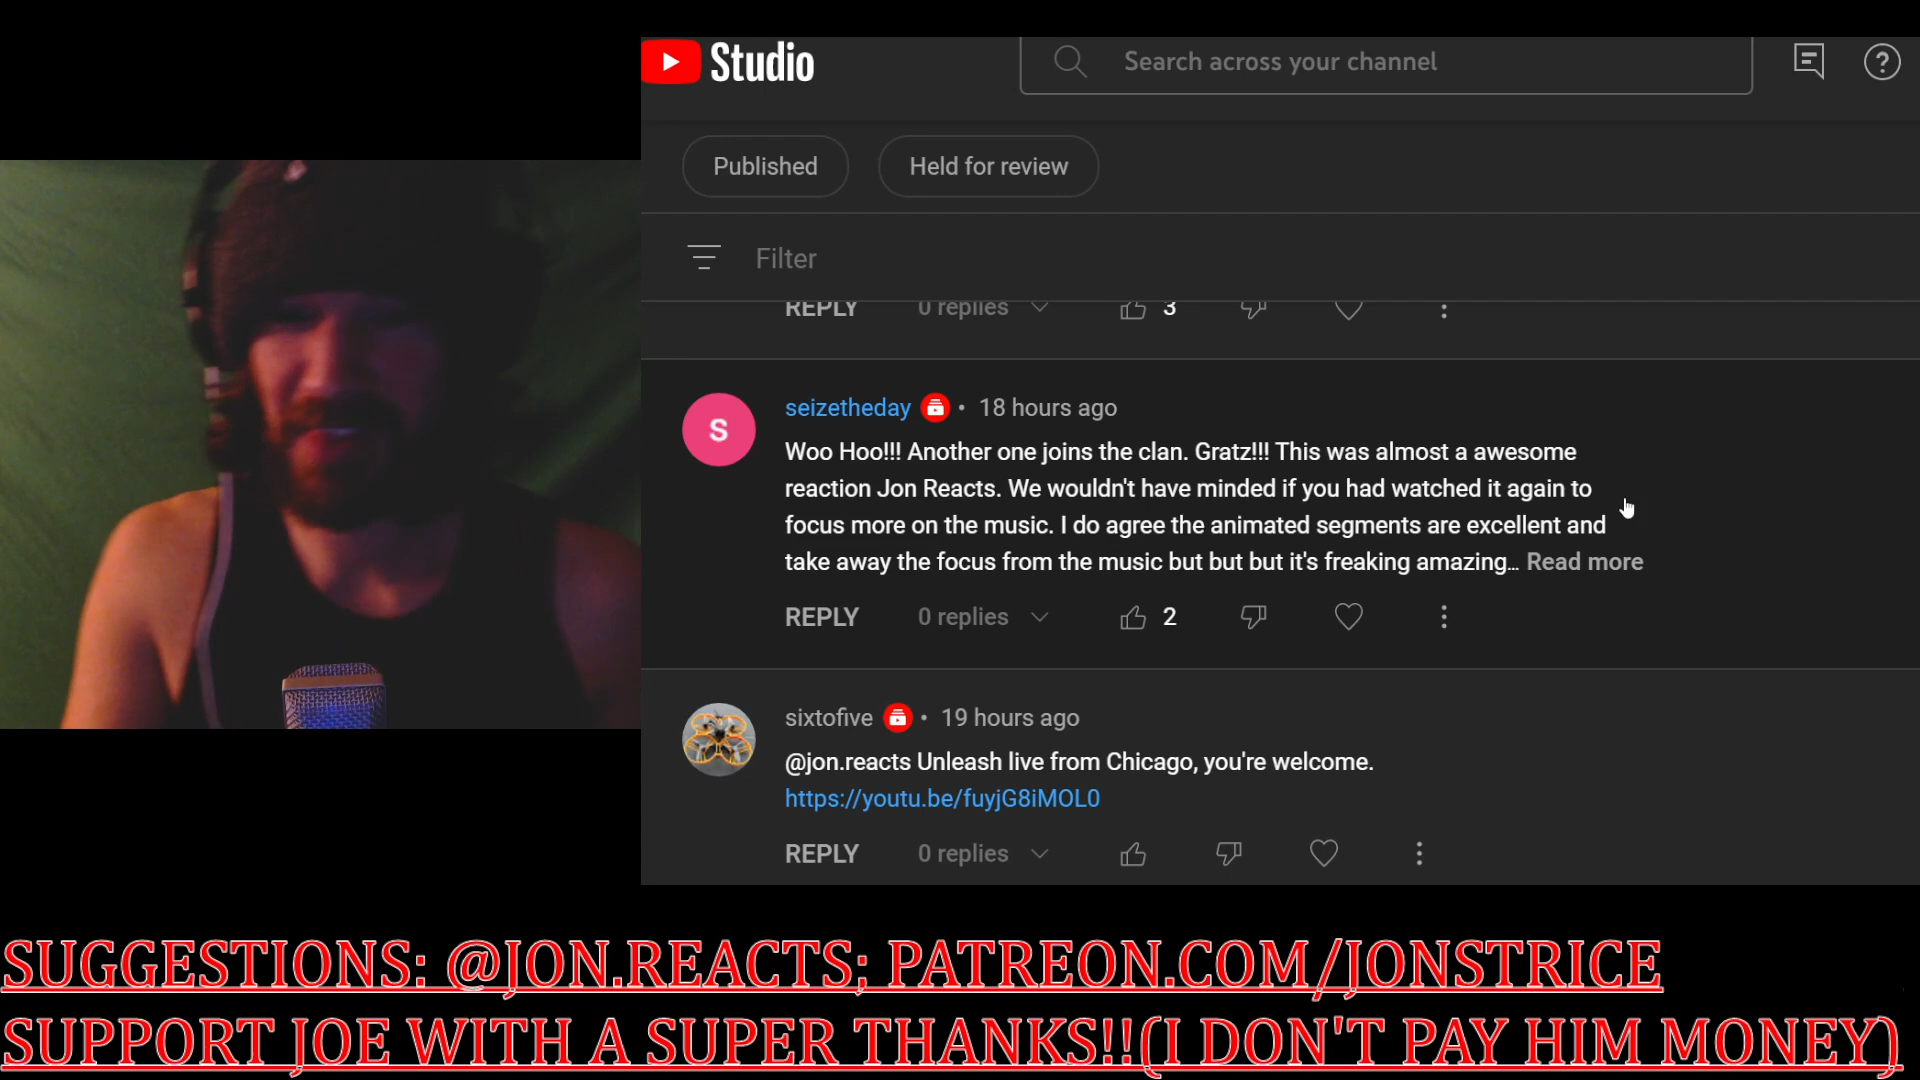 Studio
Search across your channel
Published
Held for review
Filter
REPLY 0 replies 3
S
seizetheday • 18 hours ago
Woo Hoo!!! Another one joins the clan. Gratz!!! This was almost a awesome
reaction Jon Reacts. We wouldn't have minded if you had watched it again to
focus more on the music. I do agree the animated segments are excellent and
take away the focus from the music but but but it's freaking amazing... Read more
REPLY 0 replies 2
sixtofive • 19 hours ago
@jon.reacts Unleash live from Chicago, you're welcome.
https://youtu.be/fuyjG8iMOL0
REPLY 0 replies
SUGGESTIONS: @JON.REACTS; PATREON.COM/JONSTRICE
SUPPORT JOE WITH A SUPER THANKS!!(I DON'T PAY HIM MONEY)